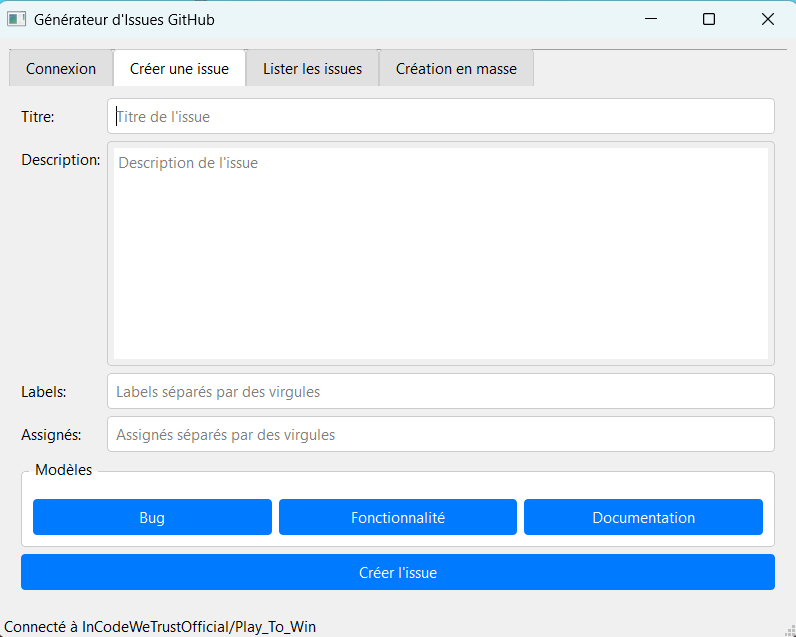 Générateur d'Issues GitHub
Connexion Créer une issue Lister les issues Création en masse
Titre: Titre de l'issue
Description: Description de l'issue
Labels: Labels séparés par des virgules
Assignés: Assignés séparés par des virgules
Modèles
Bug Fonctionnalité Documentation
Créer l'issue
Connecté à InCodeWeTrustOfficial/Play_To_Win